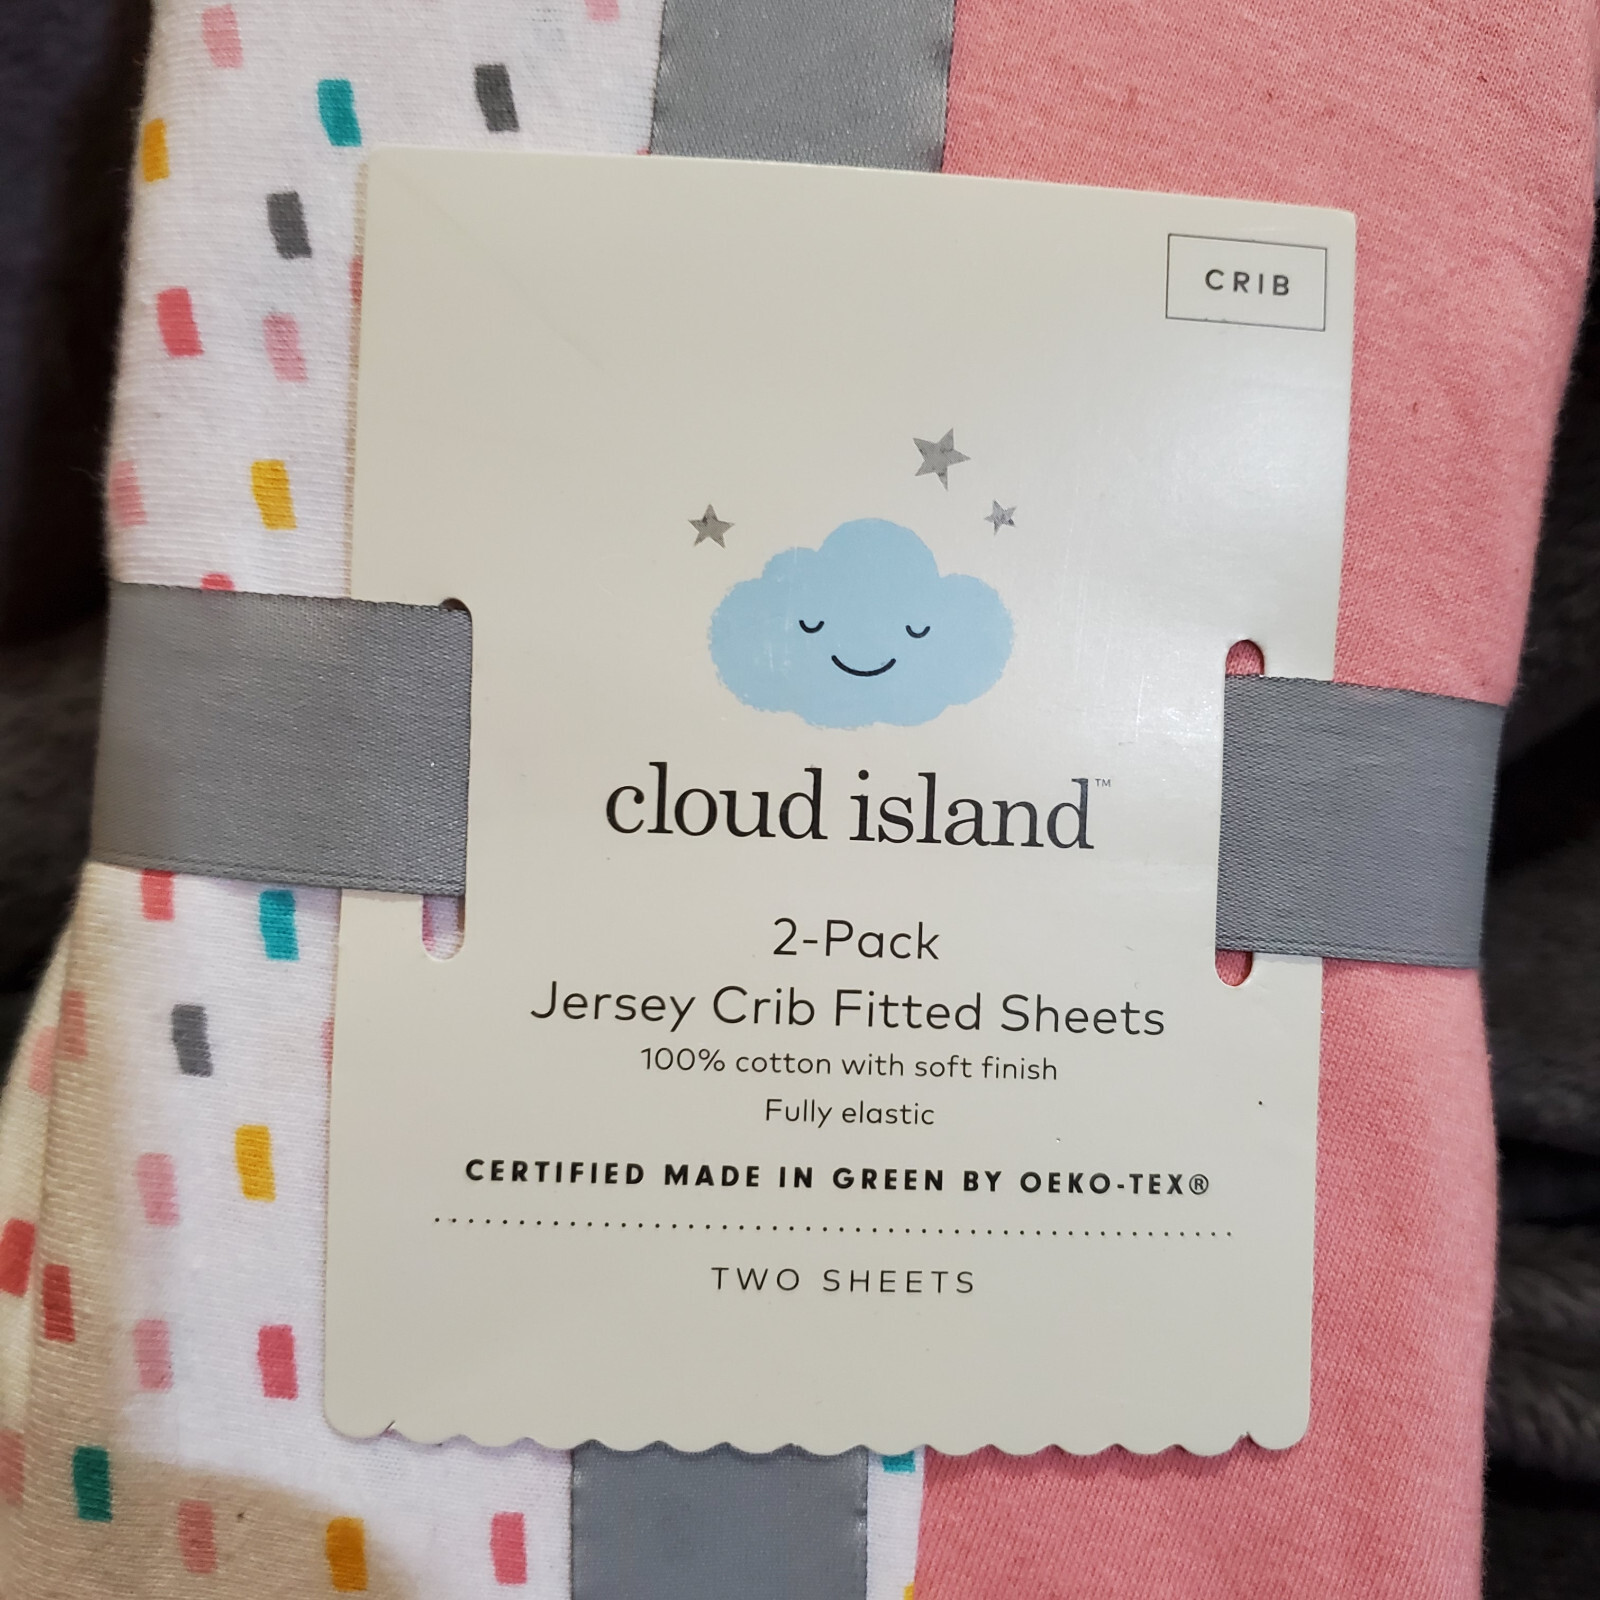 CRIB
cloud island™
2-Pack
Jersey Crib Fitted Sheets
100% cotton with soft finish
Fully elastic
CERTIFIED MADE IN GREEN BY OEKO-TEX®
TWO SHEETS